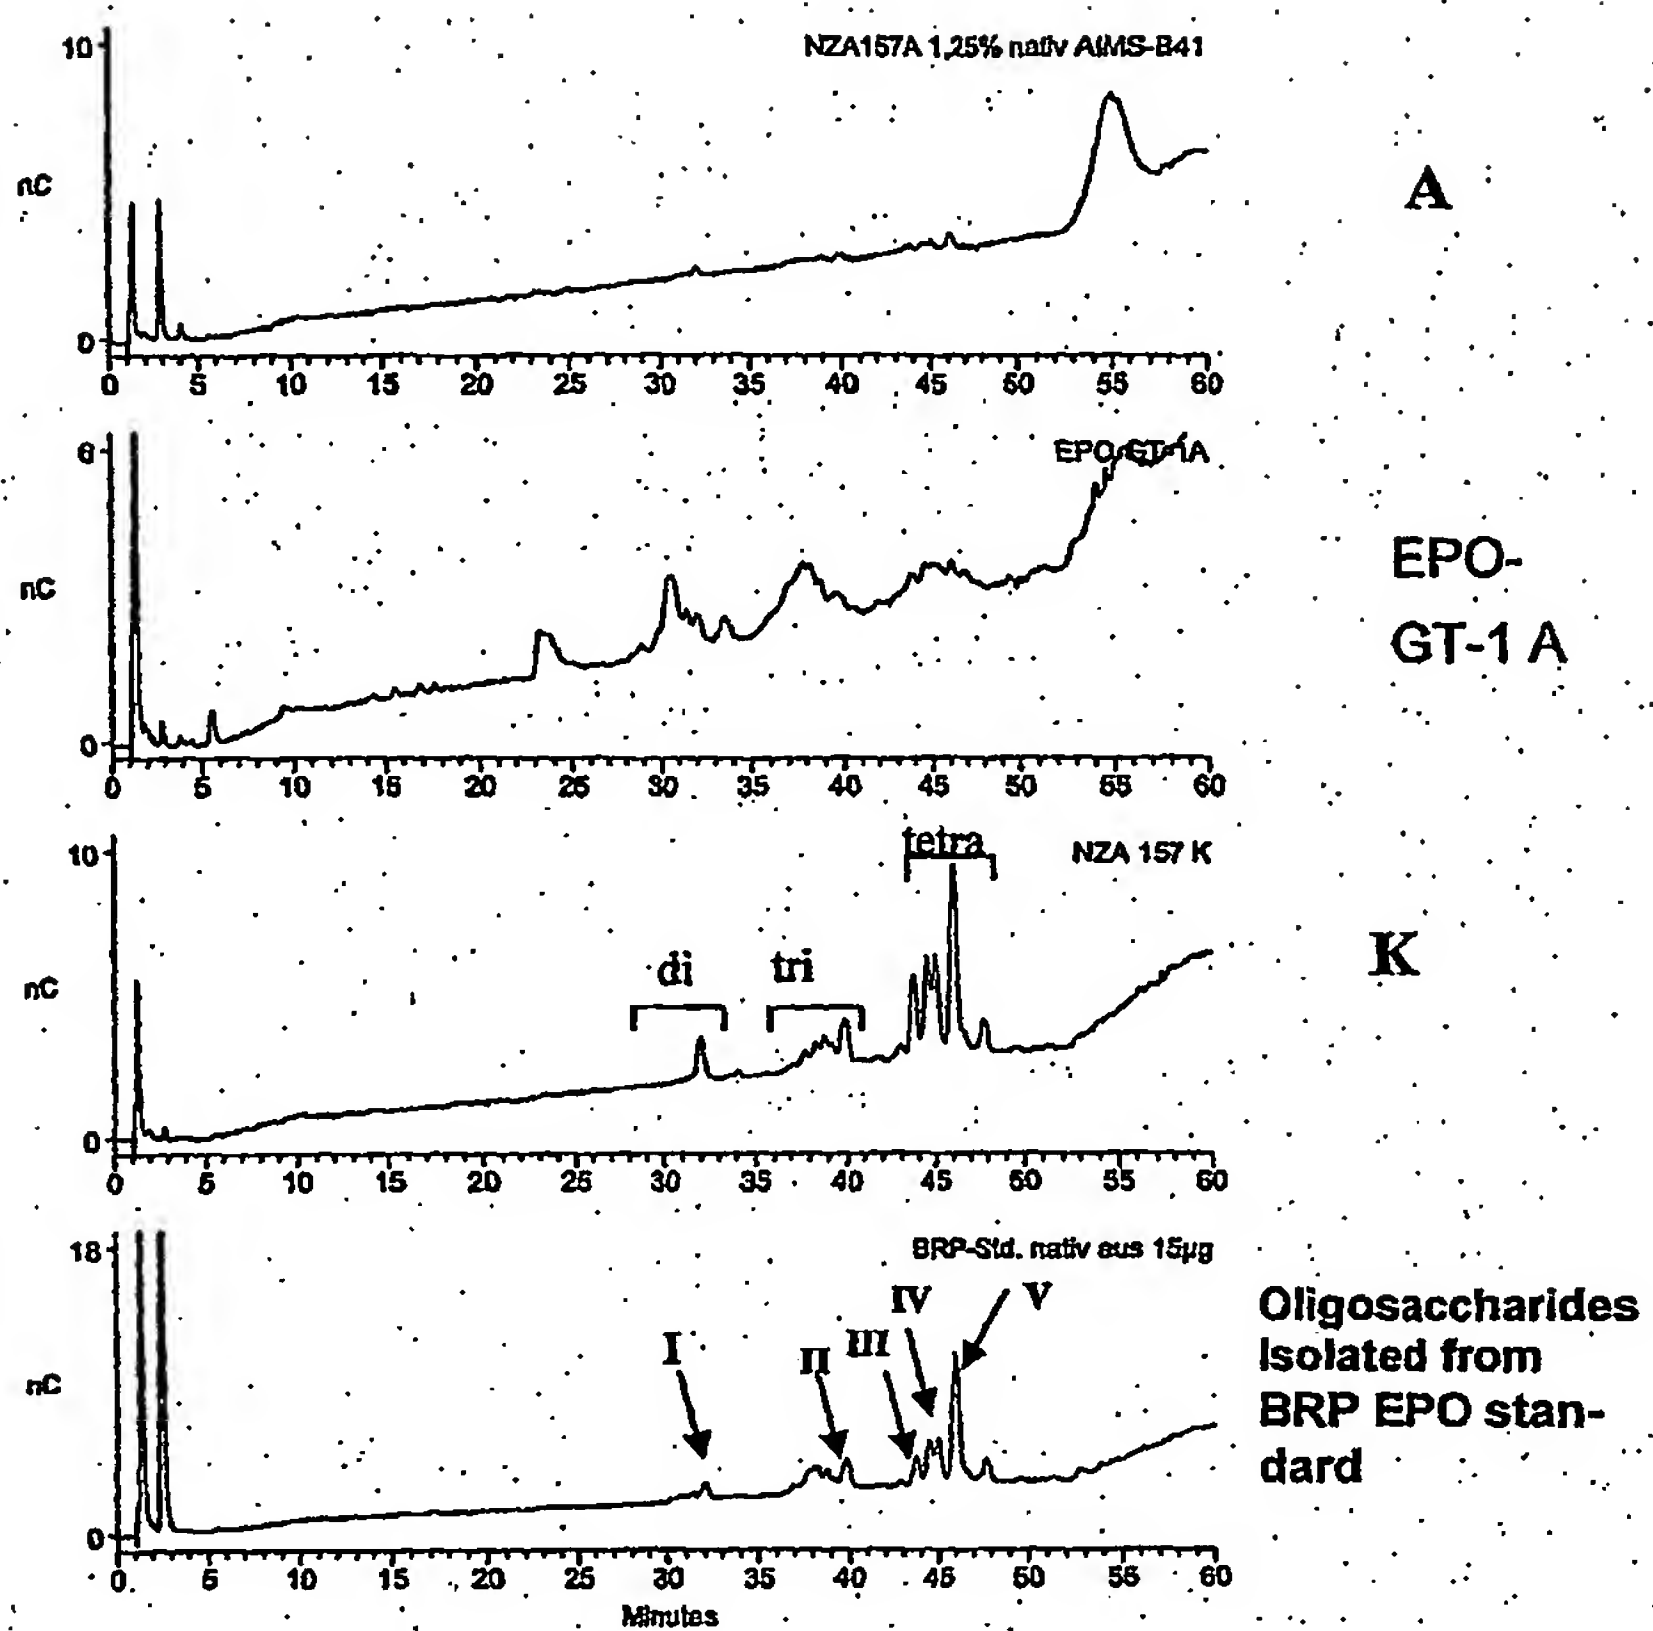 10
NZA157A 1,25% nativ AIMS-B41
nC
A
0
0 5 10 15 20 25 30 35 40 45 50 55 60
6
EPO GT-1A
nC
EPO-
GT-1 A
0
0 5 10 15 20 25 30 35 40 45 50 55 60
tetra
10
NZA 157 K
K
di tri
nC
0
0 5 10 15 20 25 30 35 40 45 50 55 60
18
BRP-Std. nativ aus 15µg
IV V
I II III
nC
Oligosaccharides
Isolated from
BRP EPO stan-
dard
0
0 5 10 15 20 25 30 35 40 45 50 55 60
Minutes